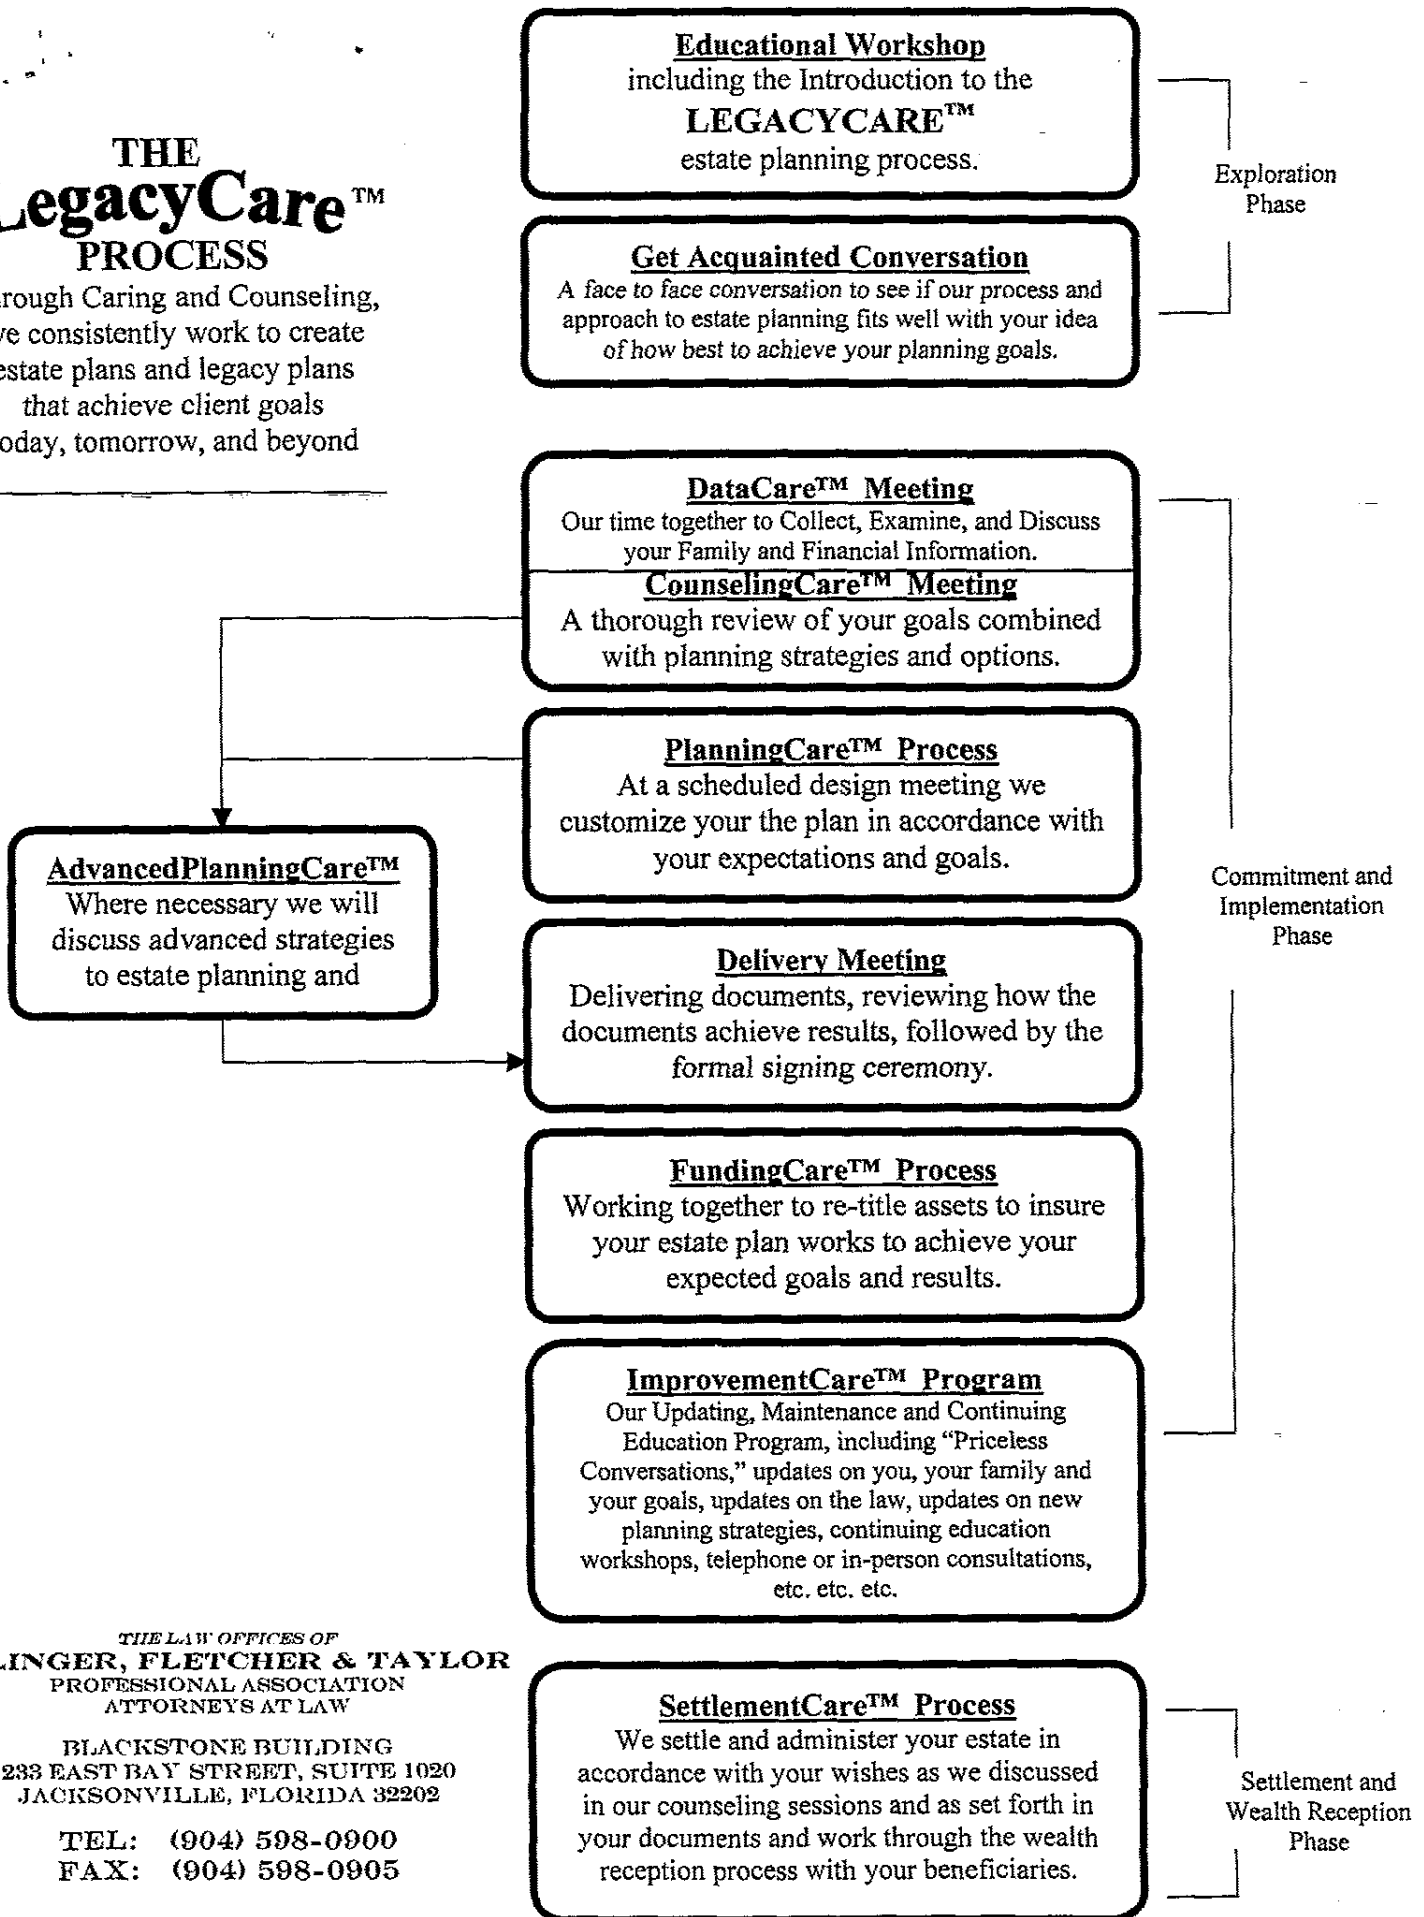 THE
LegacyCare™
PROCESS
rough Caring and Counseling,
ve consistently work to create
estate plans and legacy plans
that achieve client goals
oday, tomorrow, and beyond
Educational Workshop
including the Introduction to the
LEGACYCARE™
estate planning process.
Get Acquainted Conversation
A face to face conversation to see if our process and
approach to estate planning fits well with your idea
of how best to achieve your planning goals.
Exploration
Phase
DataCare™ Meeting
Our time together to Collect, Examine, and Discuss
your Family and Financial Information.
CounselingCare™ Meeting
A thorough review of your goals combined
with planning strategies and options.
PlanningCare™ Process
At a scheduled design meeting we
customize your the plan in accordance with
your expectations and goals.
AdvancedPlanningCare™
Where necessary we will
discuss advanced strategies
to estate planning and
Delivery Meeting
Delivering documents, reviewing how the
documents achieve results, followed by the
formal signing ceremony.
FundingCare™ Process
Working together to re-title assets to insure
your estate plan works to achieve your
expected goals and results.
ImprovementCare™ Program
Our Updating, Maintenance and Continuing
Education Program, including “Priceless
Conversations,” updates on you, your family and
your goals, updates on the law, updates on new
planning strategies, continuing education
workshops, telephone or in-person consultations,
etc. etc. etc.
Commitment and
Implementation
Phase
SettlementCare™ Process
We settle and administer your estate in
accordance with your wishes as we discussed
in our counseling sessions and as set forth in
your documents and work through the wealth
reception process with your beneficiaries.
Settlement and
Wealth Reception
Phase
THE LAW OFFICES OF
LINGER, FLETCHER & TAYLOR
PROFESSIONAL ASSOCIATION
ATTORNEYS AT LAW
BLACKSTONE BUILDING
233 EAST BAY STREET, SUITE 1020
JACKSONVILLE, FLORIDA 32202
TEL: (904) 598-0900
FAX: (904) 598-0905